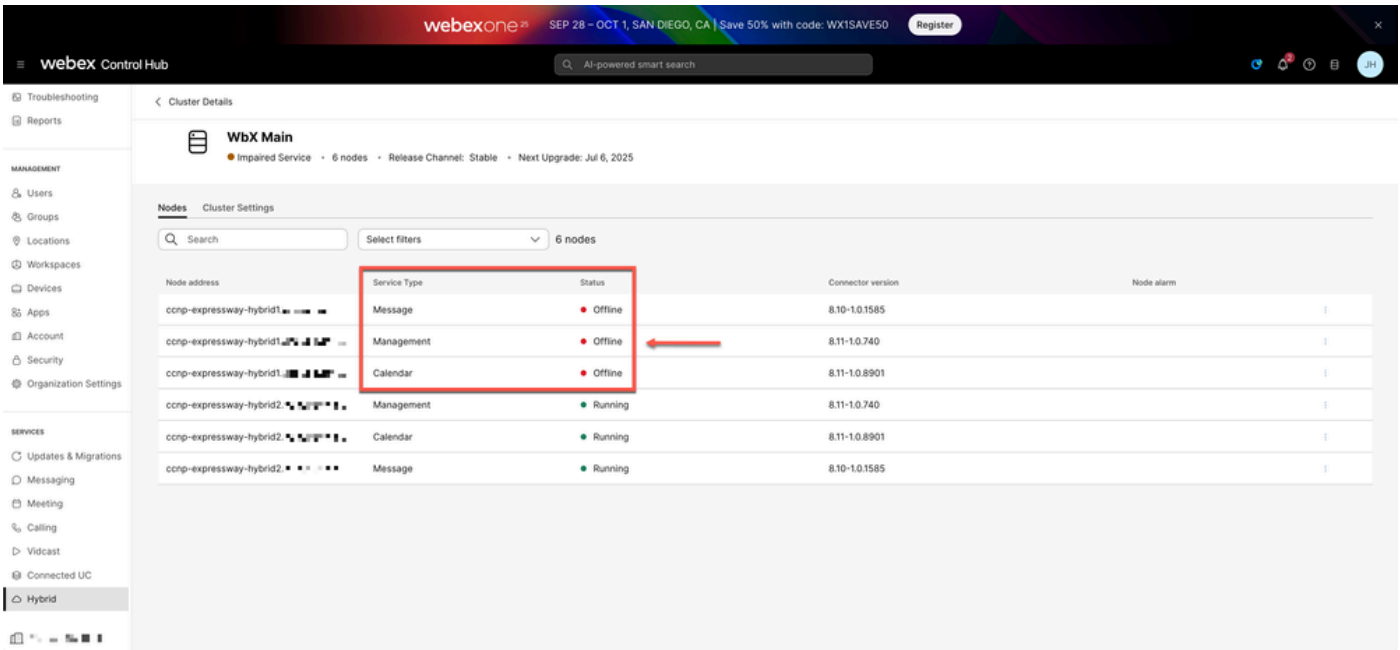 webexone 25 SEP 28 – OCT 1, SAN DIEGO, CA | Save 50% with code: WX1SAVE50 Register
webex Control Hub AI-powered smart search 2 JH
Troubleshooting
Reports
MANAGEMENT
Users
Groups
Locations
Workspaces
Devices
Apps
Account
Security
Organization Settings
SERVICES
Updates & Migrations
Messaging
Meeting
Calling
Vidcast
Connected UC
Hybrid
Cluster Details
WbX Main
Impaired Service • 6 nodes • Release Channel: Stable • Next Upgrade: Jul 6, 2025
Nodes Cluster Settings
Search Select filters 6 nodes
Node address Service Type Status Connector version Node alarm
ccnp-expressway-hybrid1. Message Offline 8.10-1.0.1585
ccnp-expressway-hybrid1. Management Offline 8.11-1.0.740
ccnp-expressway-hybrid1. Calendar Offline 8.11-1.0.8901
ccnp-expressway-hybrid2. Management Running 8.11-1.0.740
ccnp-expressway-hybrid2. Calendar Running 8.11-1.0.8901
ccnp-expressway-hybrid2. Message Running 8.10-1.0.1585